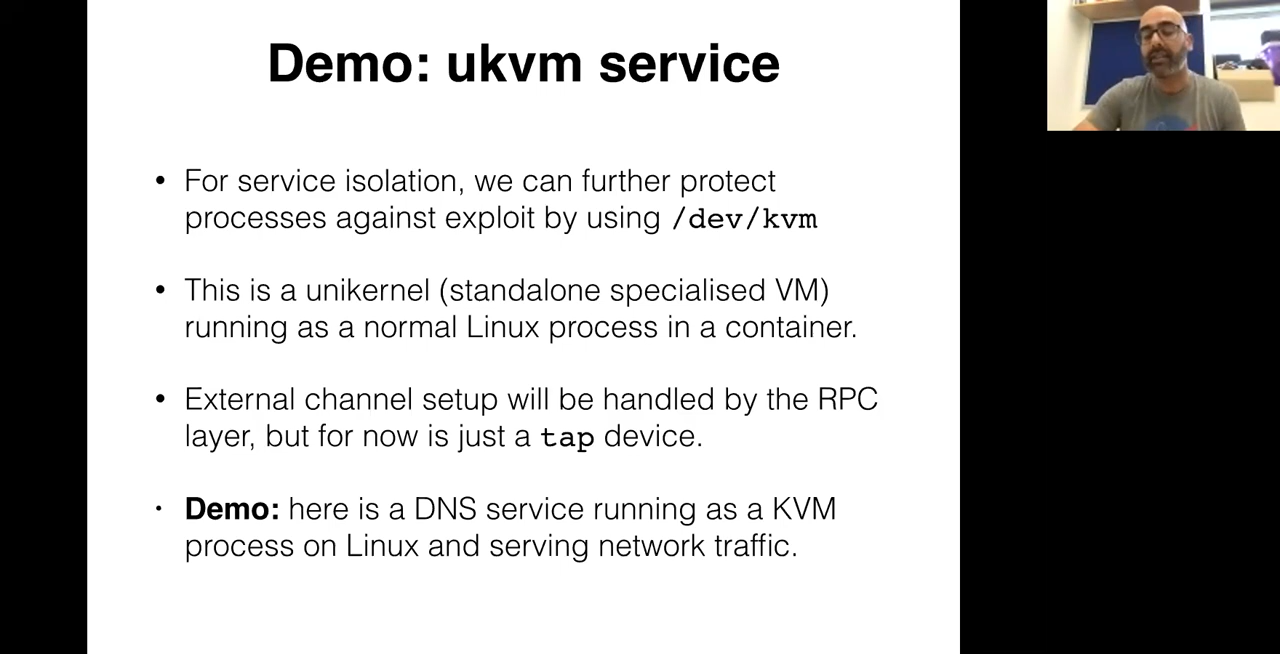 Demo: ukvm service
• For service isolation, we can further protect
processes against exploit by using /dev/kvm
• This is a unikernel (standalone specialised VM)
running as a normal Linux process in a container.
• External channel setup will be handled by the RPC
layer, but for now is just a tap device.
• Demo: here is a DNS service running as a KVM
process on Linux and serving network traffic.